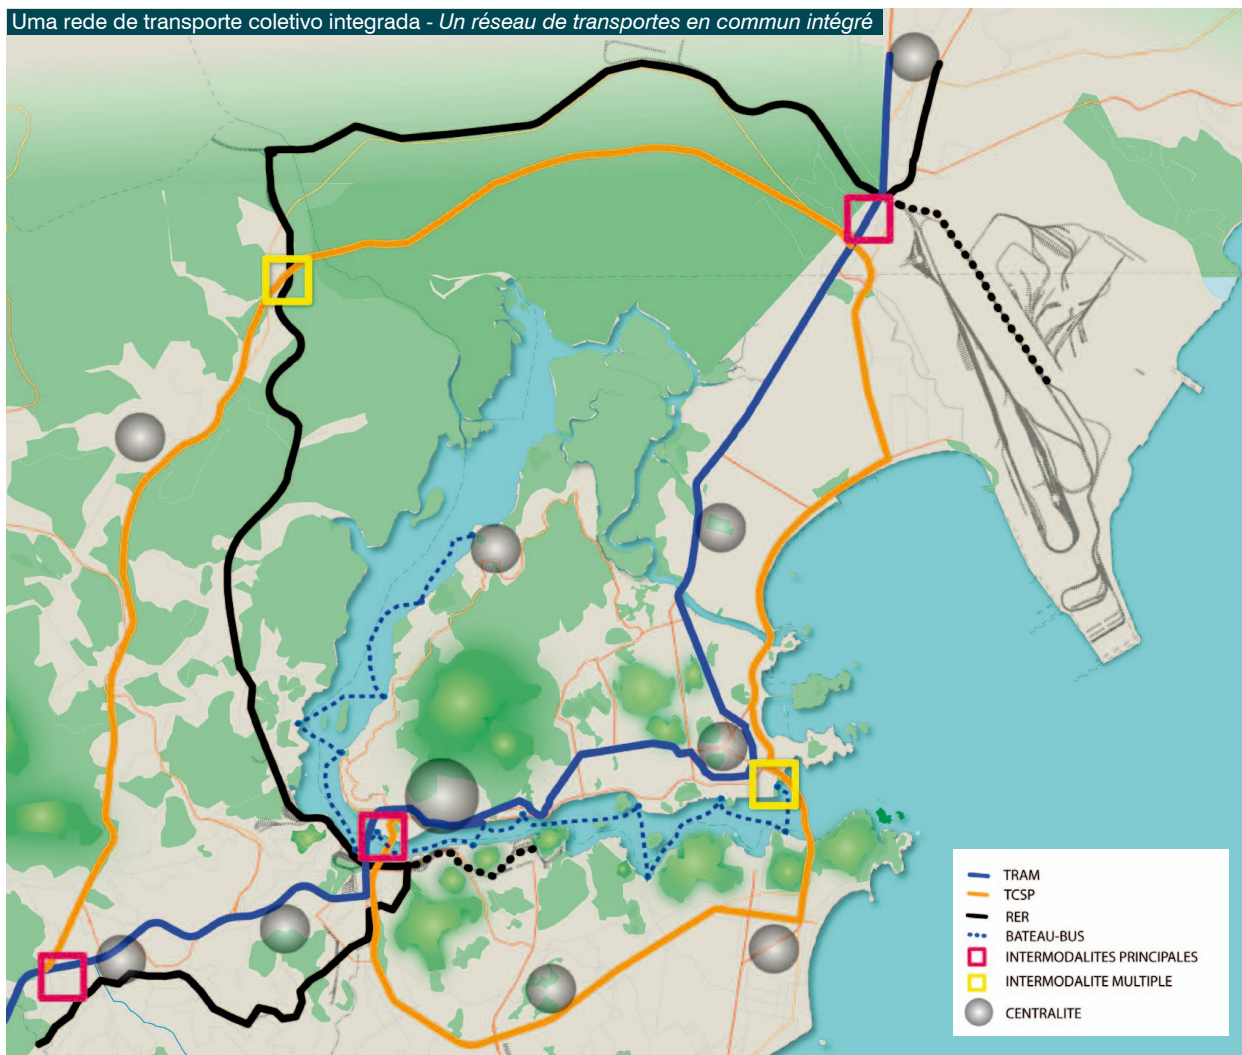 Uma rede de transporte coletivo integrada - Un réseau de transportes en commun intégré
TRAM
TCSP
RER
BATEAU-BUS
INTERMODALITES PRINCIPALES
INTERMODALITE MULTIPLE
CENTRALITE